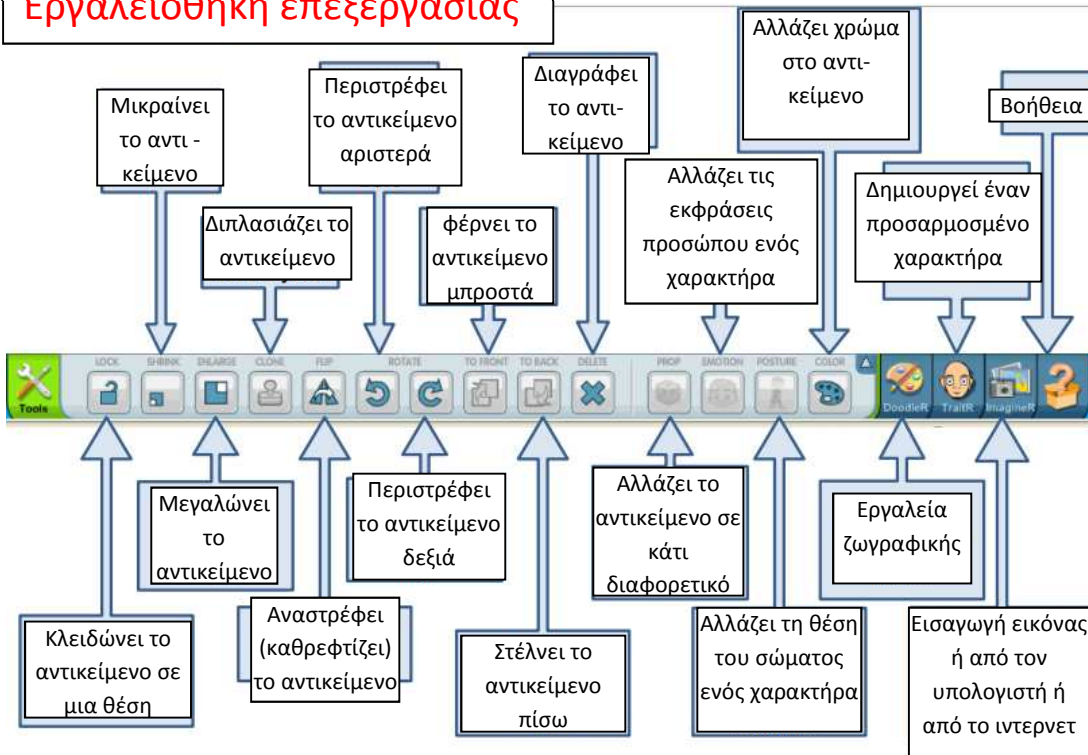 Εργαλειοθήκη επεξεργασίας
Μικραίνει
το αντι -
κείμενο
Διπλασιάζει το
αντικείμενο
Περιστρέφει
το αντικείμενο
αριστερά
φέρνει το
αντικείμενο
μπροστά
Διαγράφει
το αντι-
κείμενο
Αλλάζει τις
εκφράσεις
προσώπου ενός
χαρακτήρα
Αλλάζει χρώμα
στο αντι-
κείμενο
Δημιουργεί έναν
προσαρμοσμένο
χαρακτήρα
Βοήθεια
Tools
LOCK SHRINK ENLARGE CLONE FLIP ROTATE TO FRONT TO BACK DELETE PROP EMOTION POSTURE COLOR
DoodleR TraitR ImagineR
Κλειδώνει το
αντικείμενο σε
μια θέση
Μεγαλώνει
το
αντικείμενο
Αναστρέφει
(καθρεφτίζει)
το αντικείμενο
Περιστρέφει
το αντικείμενο
δεξιά
Στέλνει το
αντικείμενο
πίσω
Αλλάζει το
αντικείμενο σε
κάτι
διαφορετικό
Αλλάζει τη θέση
του σώματος
ενός χαρακτήρα
Εργαλεία
ζωγραφικής
Εισαγωγή εικόνας
ή από τον
υπολογιστή ή
από το ιντερνετ